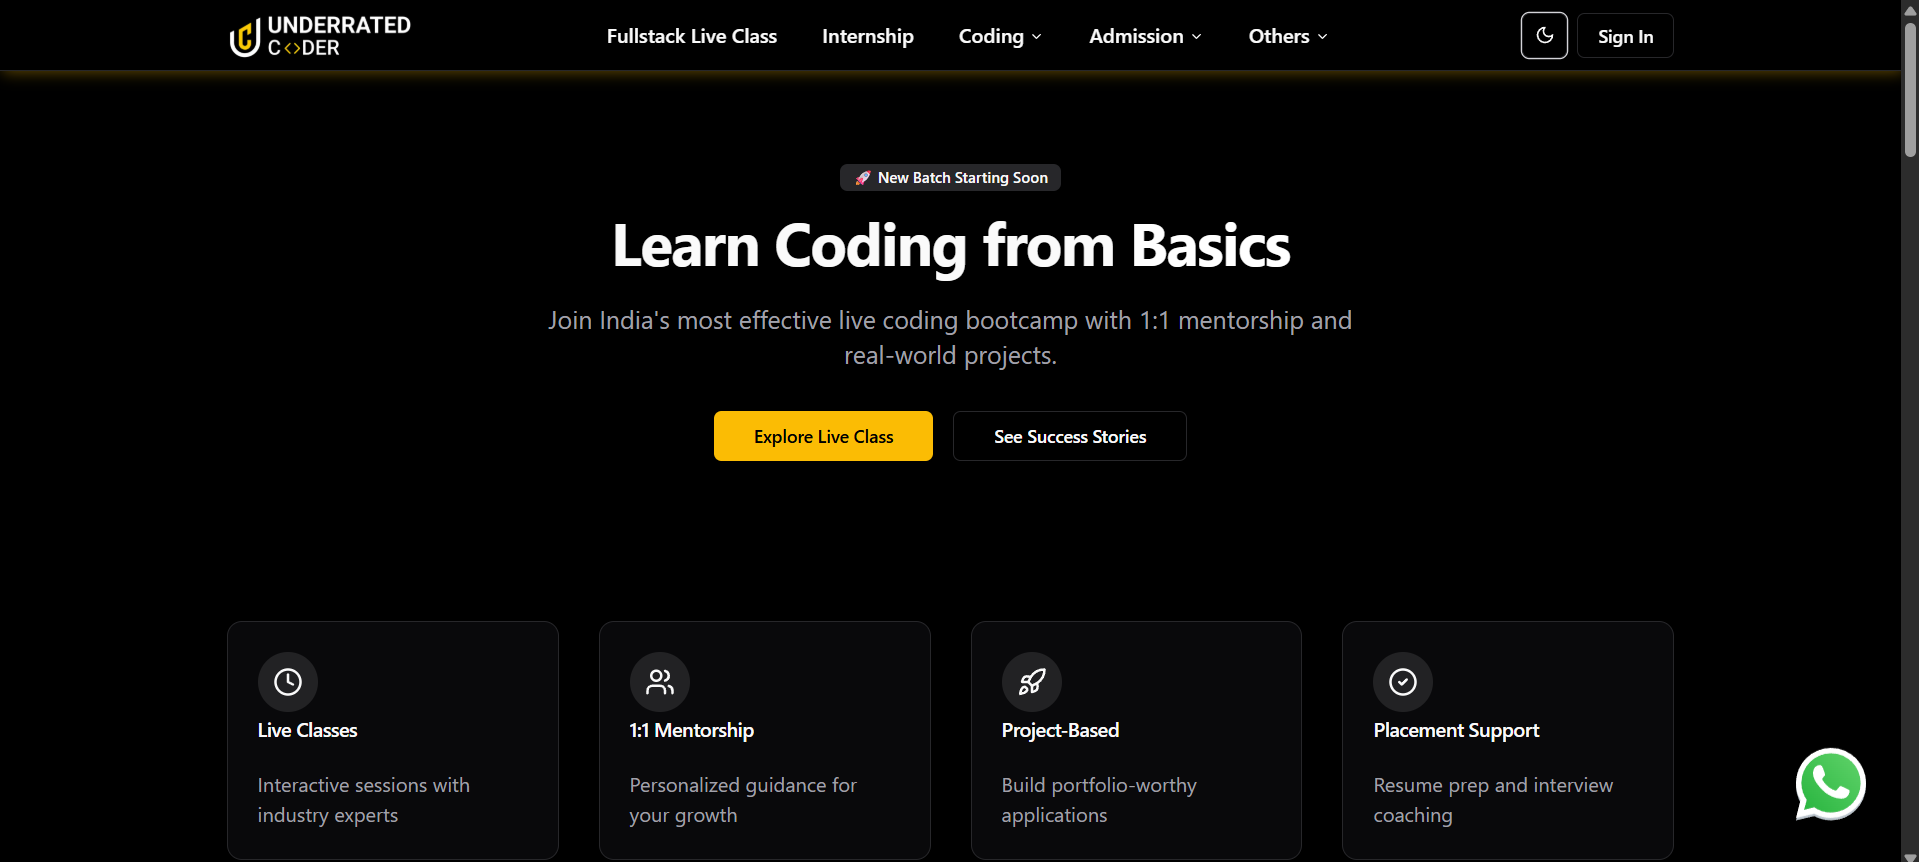 UNDERRATED
C<>DER
Fullstack Live Class
Internship
Coding
Admission
Others
Sign In
🚀 New Batch Starting Soon
Learn Coding from Basics
Join India's most effective live coding bootcamp with 1:1 mentorship and
real-world projects.
Explore Live Class
See Success Stories
Live Classes
Interactive sessions with
industry experts
1:1 Mentorship
Personalized guidance for
your growth
Project-Based
Build portfolio-worthy
applications
Placement Support
Resume prep and interview
coaching